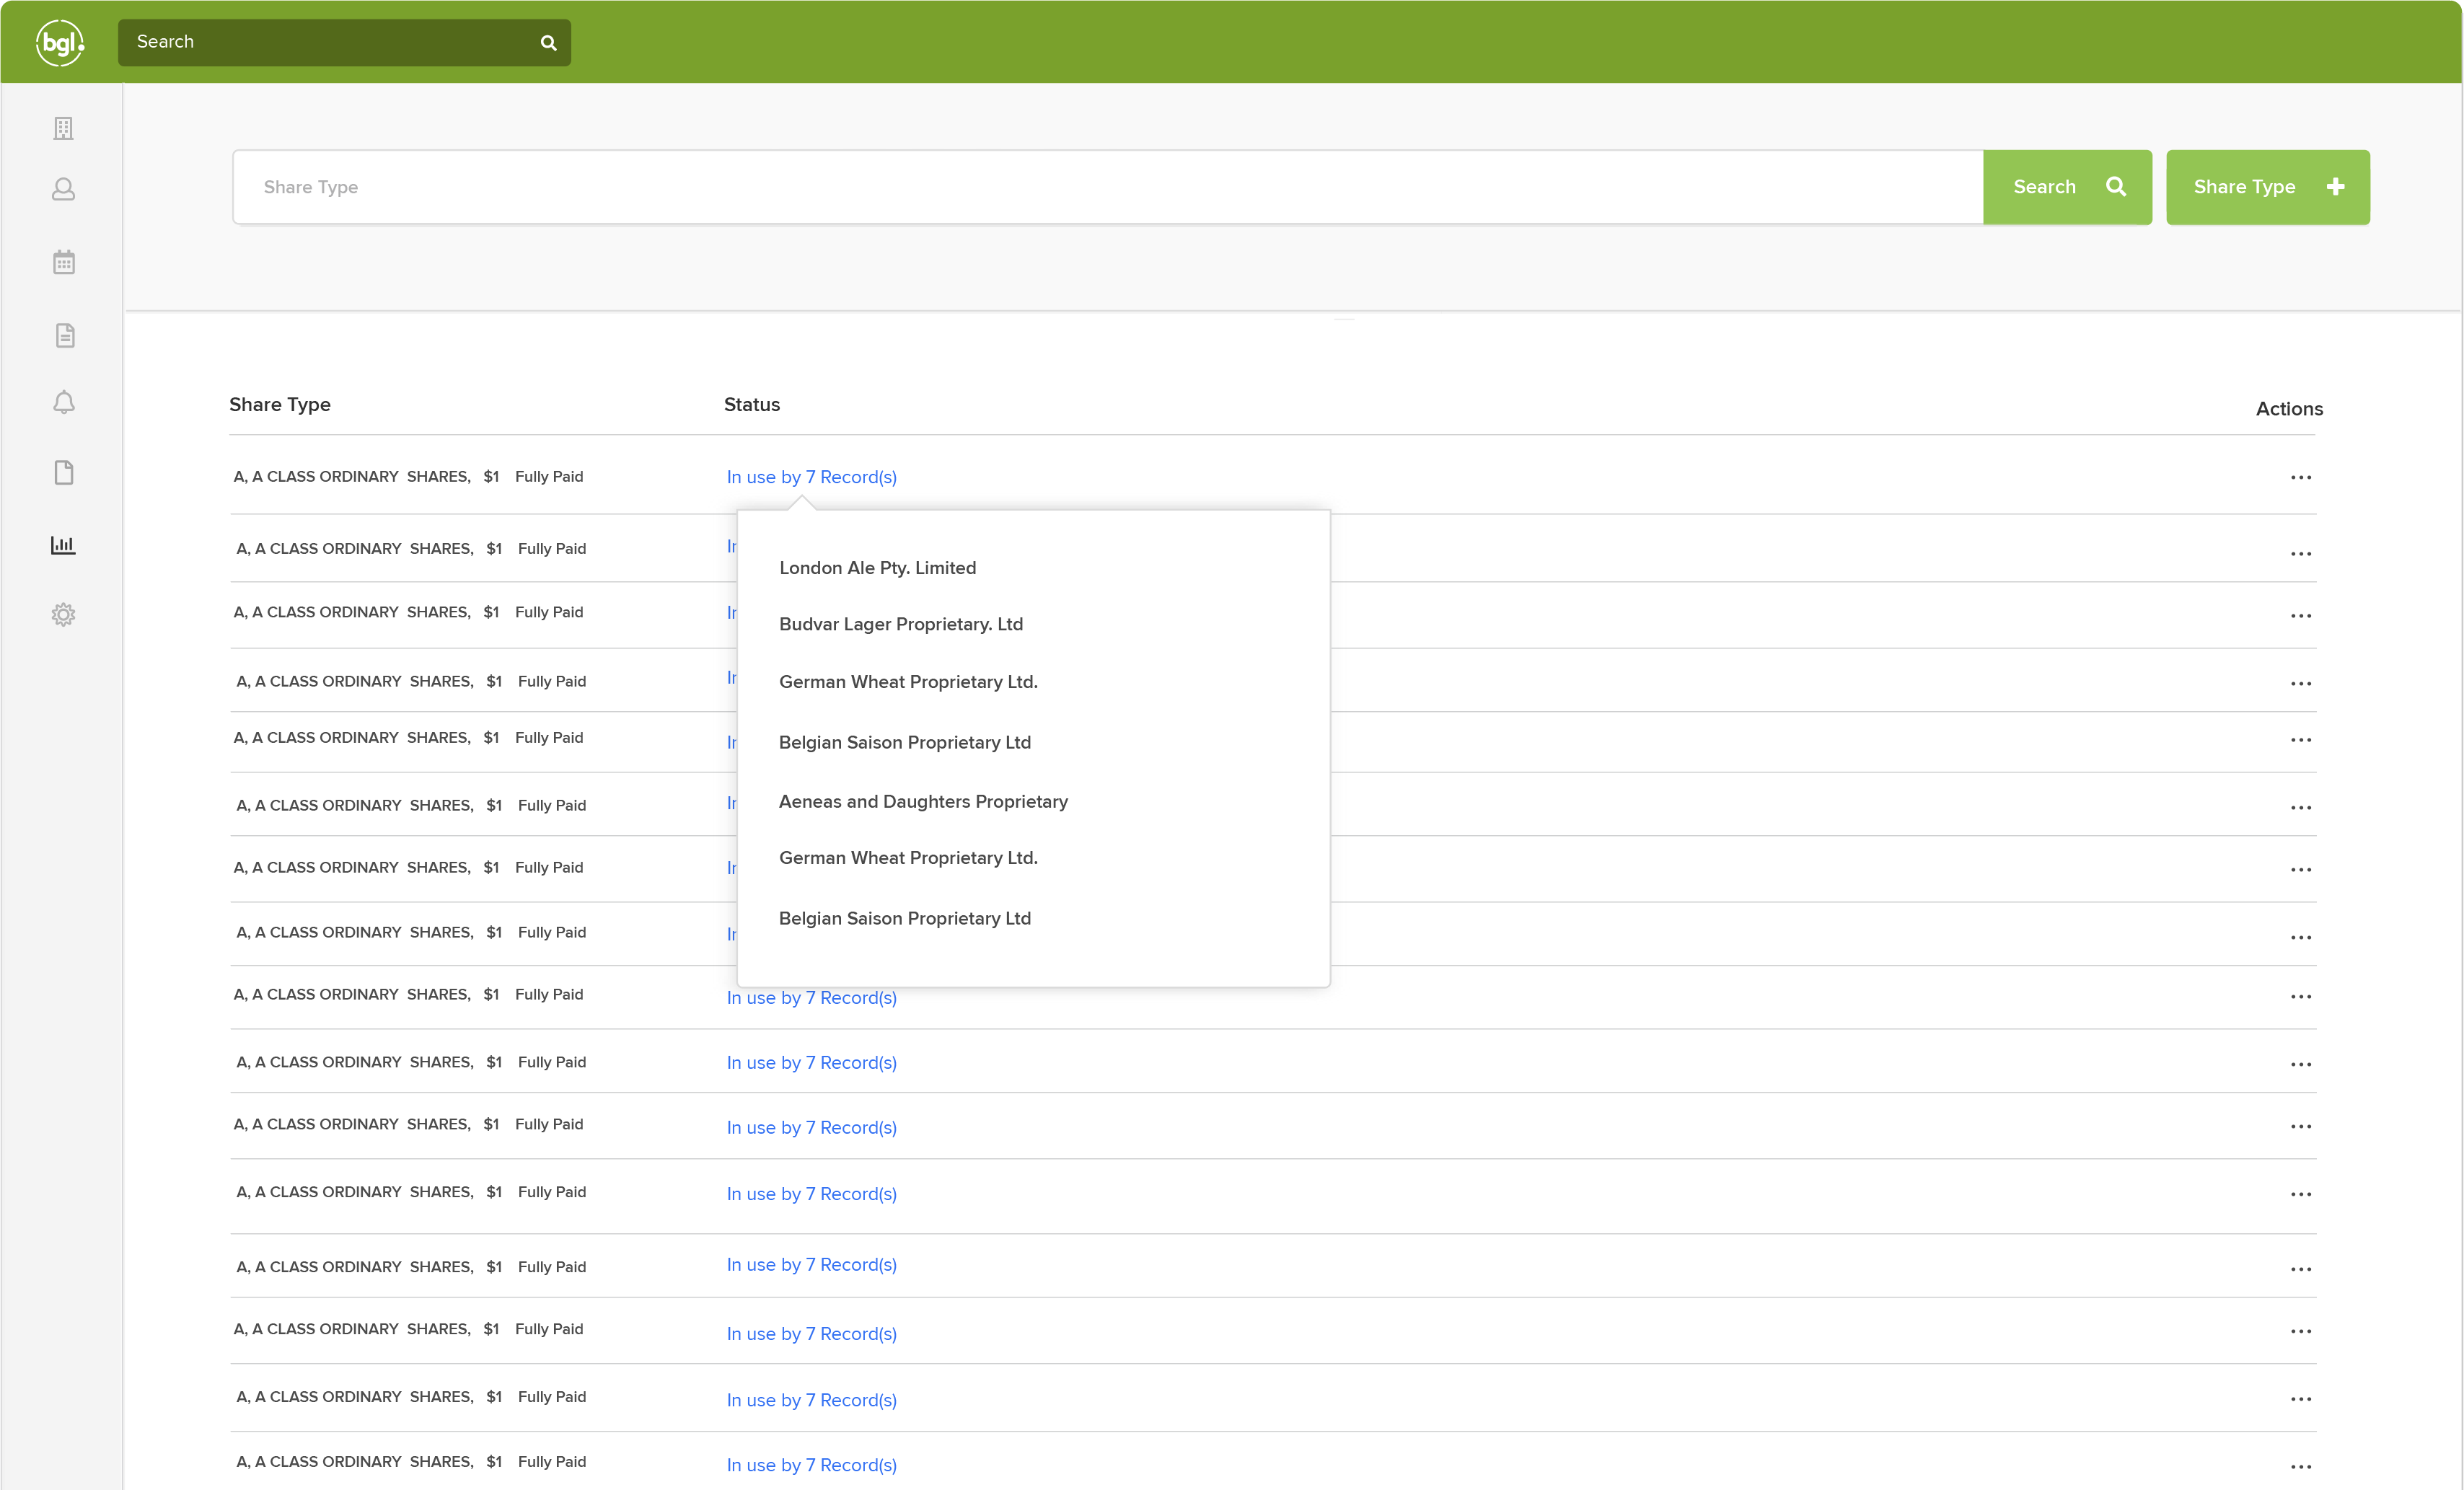 bgl.
Search
Share Type
Search
Share Type
Share Type Status Actions
A, A CLASS ORDINARY SHARES, $1 Fully Paid In use by 7 Record(s)
A, A CLASS ORDINARY SHARES, $1 Fully Paid In
London Ale Pty. Limited
A, A CLASS ORDINARY SHARES, $1 Fully Paid In
Budvar Lager Proprietary. Ltd
A, A CLASS ORDINARY SHARES, $1 Fully Paid In
German Wheat Proprietary Ltd.
A, A CLASS ORDINARY SHARES, $1 Fully Paid In
Belgian Saison Proprietary Ltd
A, A CLASS ORDINARY SHARES, $1 Fully Paid In
Aeneas and Daughters Proprietary
A, A CLASS ORDINARY SHARES, $1 Fully Paid In
German Wheat Proprietary Ltd.
A, A CLASS ORDINARY SHARES, $1 Fully Paid In
Belgian Saison Proprietary Ltd
A, A CLASS ORDINARY SHARES, $1 Fully Paid In use by 7 Record(s)
A, A CLASS ORDINARY SHARES, $1 Fully Paid In use by 7 Record(s)
A, A CLASS ORDINARY SHARES, $1 Fully Paid In use by 7 Record(s)
A, A CLASS ORDINARY SHARES, $1 Fully Paid In use by 7 Record(s)
A, A CLASS ORDINARY SHARES, $1 Fully Paid In use by 7 Record(s)
A, A CLASS ORDINARY SHARES, $1 Fully Paid In use by 7 Record(s)
A, A CLASS ORDINARY SHARES, $1 Fully Paid In use by 7 Record(s)
A, A CLASS ORDINARY SHARES, $1 Fully Paid In use by 7 Record(s)